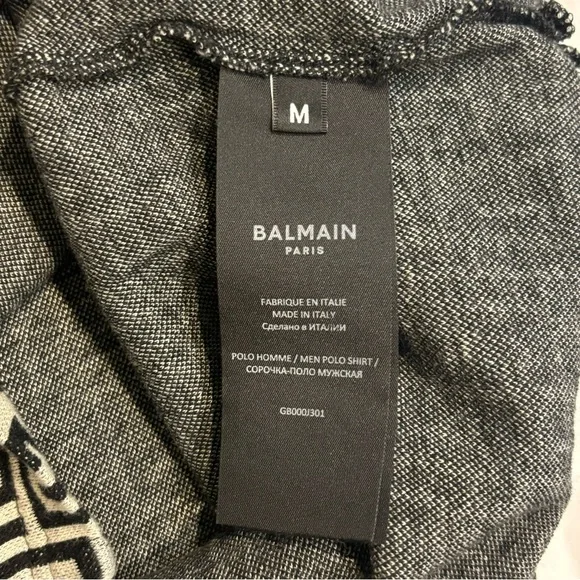 M
BALMAIN
PARIS
FABRIQUE EN ITALIE
MADE IN ITALY
Сделано в ИТАЛИИ
POLO HOMME / MEN POLO SHIRT /
СОРОЧКА-ПОЛО МУЖСКАЯ
GB000J301